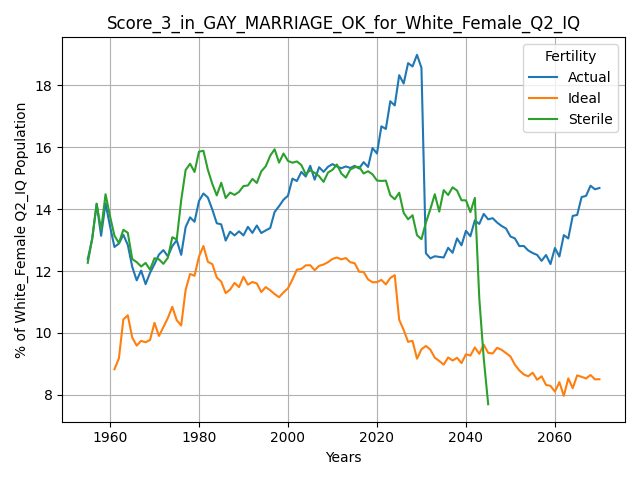 Score_3_in_GAY_MARRIAGE_OK_for_White_Female_Q2_IQ
% of White_Female Q2_IQ Population
18
16
14
12
10
8
Fertility
Actual
Ideal
Sterile
1960 1980 2000 2020 2040 2060
Years